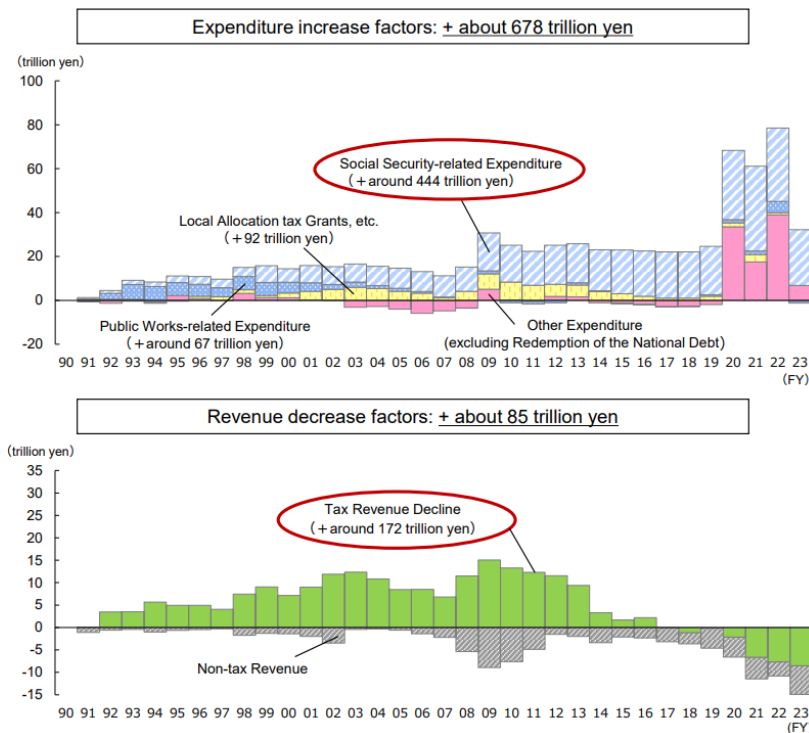 Expenditure increase factors: + about 678 trillion yen
(trillion yen)
100
80
60
40
20
0
-20
Social Security-related Expenditure
(+around 444 trillion yen)
Local Allocation tax Grants, etc.
(+92 trillion yen)
Public Works-related Expenditure
(+around 67 trillion yen)
Other Expenditure
(excluding Redemption of the National Debt)
90 91 92 93 94 95 96 97 98 99 00 01 02 03 04 05 06 07 08 09 10 11 12 13 14 15 16 17 18 19 20 21 22 23
(FY)
Revenue decrease factors: + about 85 trillion yen
(trillion yen)
35
30
25
20
15
10
5
0
-5
-10
-15
Tax Revenue Decline
(+around 172 trillion yen)
Non-tax Revenue
90 91 92 93 94 95 96 97 98 99 00 01 02 03 04 05 06 07 08 09 10 11 12 13 14 15 16 17 18 19 20 21 22 23
(FY)